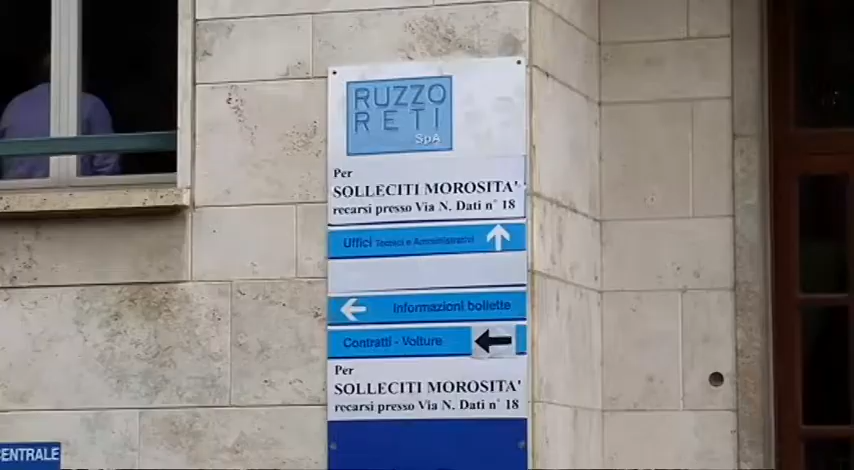 RUZZO
RETI
SpA
Per
SOLLECITI MOROSITA'
recarsi presso Via N. Dati n° 18
Uffici Tecnici e Amministrativi
Informazioni bollette
Contratti - Volture
Per
SOLLECITI MOROSITA'
recarsi presso Via N. Dati n° 18
CENTRALE